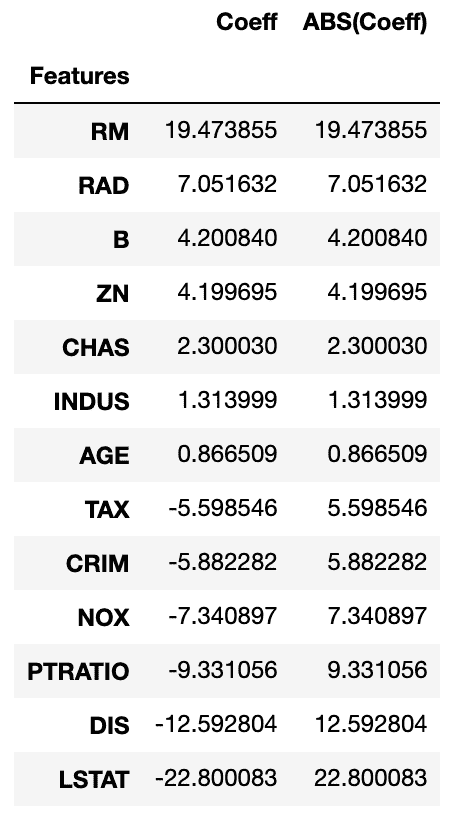 Coeff ABS(Coeff)
Features
RM 19.473855 19.473855
RAD 7.051632 7.051632
B 4.200840 4.200840
ZN 4.199695 4.199695
CHAS 2.300030 2.300030
INDUS 1.313999 1.313999
AGE 0.866509 0.866509
TAX -5.598546 5.598546
CRIM -5.882282 5.882282
NOX -7.340897 7.340897
PTRATIO -9.331056 9.331056
DIS -12.592804 12.592804
LSTAT -22.800083 22.800083